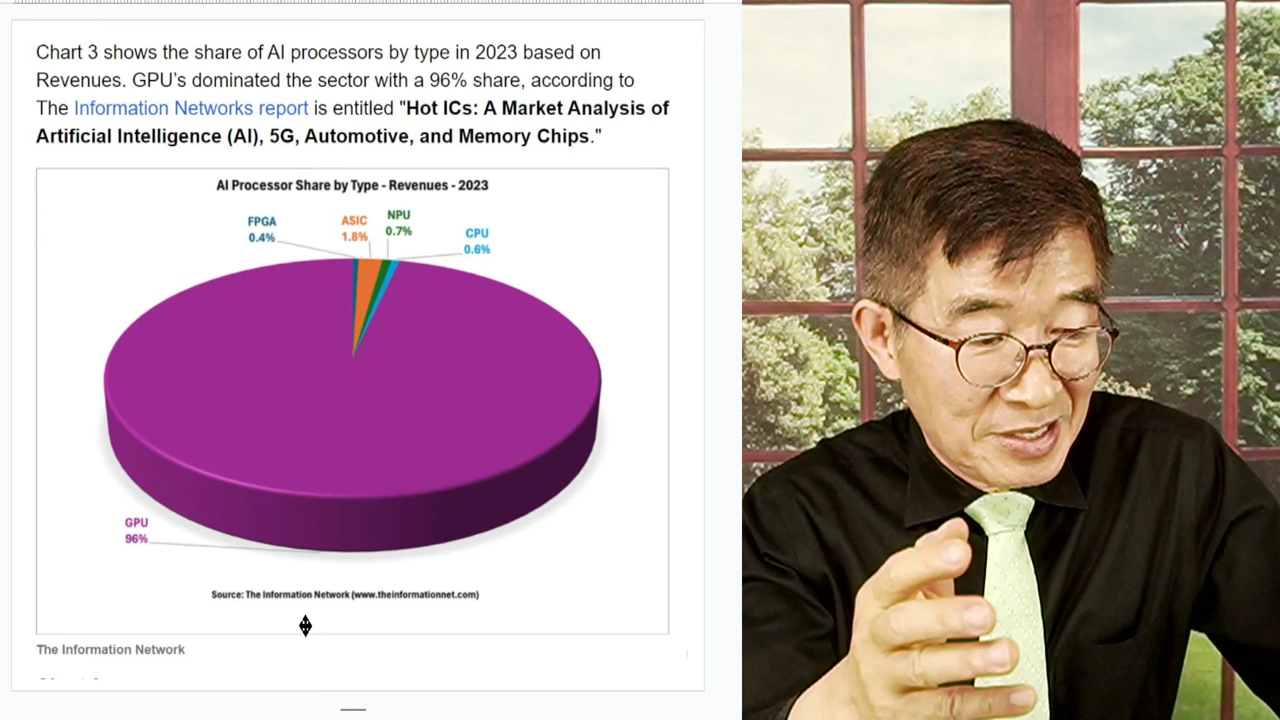 Chart 3 shows the share of AI processors by type in 2023 based on
Revenues. GPU's dominated the sector with a 96% share, according to
The Information Networks report is entitled "Hot ICs: A Market Analysis of
Artificial Intelligence (AI), 5G, Automotive, and Memory Chips."
AI Processor Share by Type - Revenues - 2023
FPGA
0.4%
ASIC
1.8%
NPU
0.7%
CPU
0.6%
GPU
96%
Source: The Information Network (www.theinformationnet.com)
The Information Network